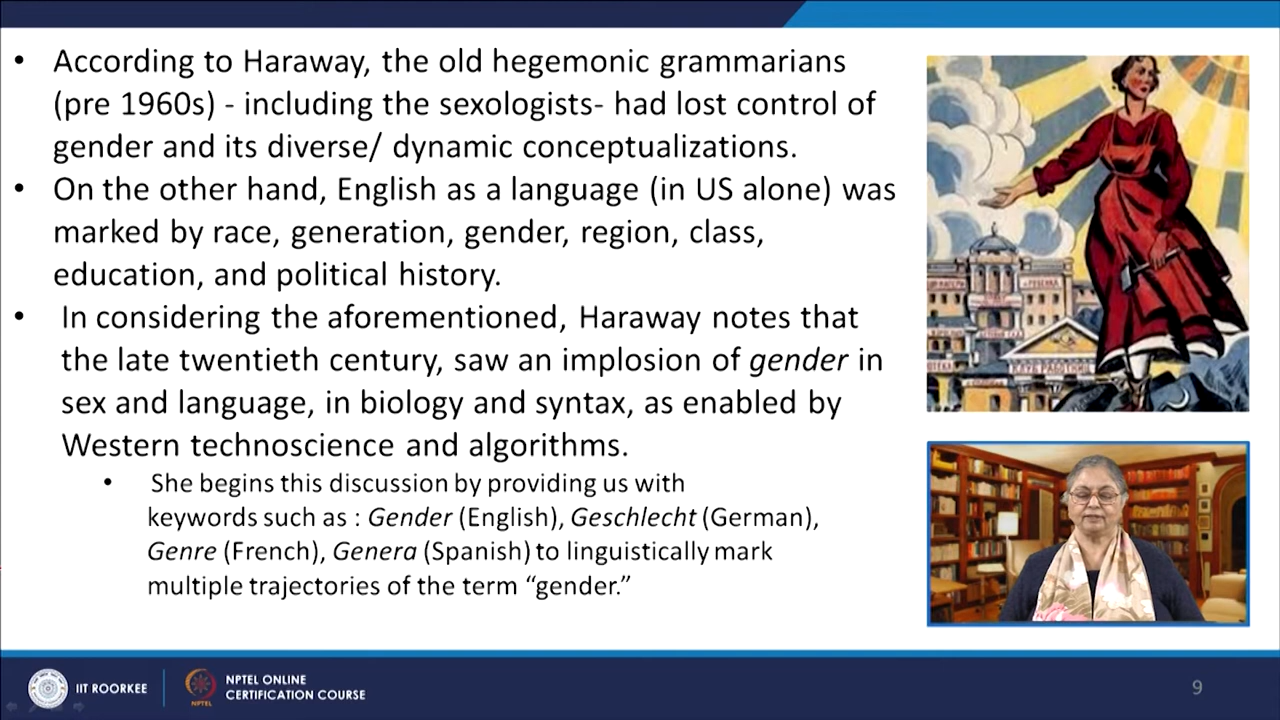 • According to Haraway, the old hegemonic grammarians
(pre 1960s) - including the sexologists- had lost control of
gender and its diverse/ dynamic conceptualizations.
• On the other hand, English as a language (in US alone) was
marked by race, generation, gender, region, class,
education, and political history.
• In considering the aforementioned, Haraway notes that
the late twentieth century, saw an implosion of gender in
sex and language, in biology and syntax, as enabled by
Western technoscience and algorithms.
• She begins this discussion by providing us with
keywords such as : Gender (English), Geschlecht (German),
Genre (French), Genera (Spanish) to linguistically mark
multiple trajectories of the term “gender.”
КЛУБ РАБОТНИЦ
IIT ROORKEE
NPTEL
NPTEL ONLINE
CERTIFICATION COURSE
9